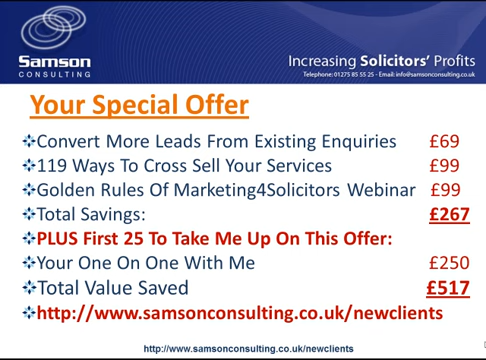 Samson
CONSULTING
Increasing Solicitors' Profits
Telephone: 01275 85 55 25 - Email: info@samsonconsulting.co.uk
Your Special Offer
Convert More Leads From Existing Enquiries £69
119 Ways To Cross Sell Your Services £99
Golden Rules Of Marketing4Solicitors Webinar £99
Total Savings: £267
PLUS First 25 To Take Me Up On This Offer:
Your One On One With Me £250
Total Value Saved £517
http://www.samsonconsulting.co.uk/newclients
http://www.samsonconsulting.co.uk/newclients